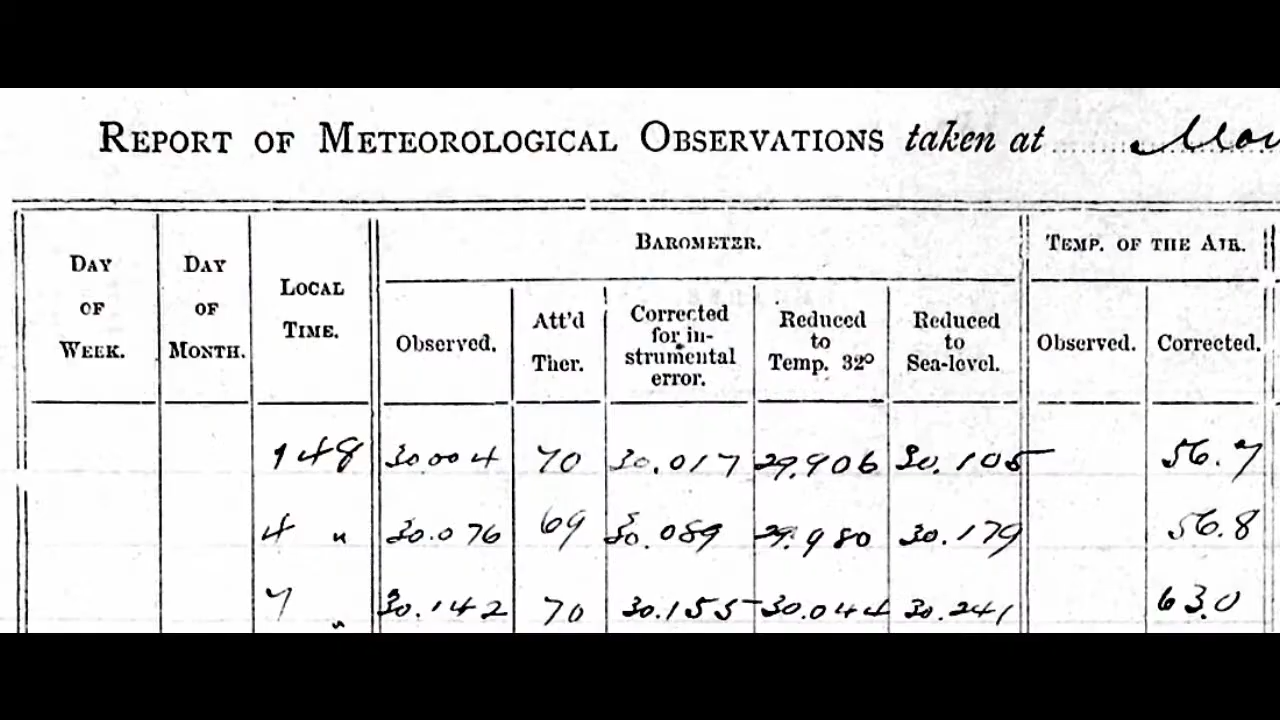 REPORT OF METEOROLOGICAL OBSERVATIONS taken at
BAROMETER. TEMP. OF THE AIR.
DAY OF WEEK. DAY OF MONTH. LOCAL TIME. Observed. Att'd Ther. Corrected for in-strumental error. Reduced to Temp. 32° Reduced to Sea-level. Observed. Corrected.
1 48 30.004 70 30.017 29.906 30.105 56.7
4 " 30.076 69 30.089 29.980 30.179 56.8
7 " 30.142 70 30.155 30.044 30.241 63.0